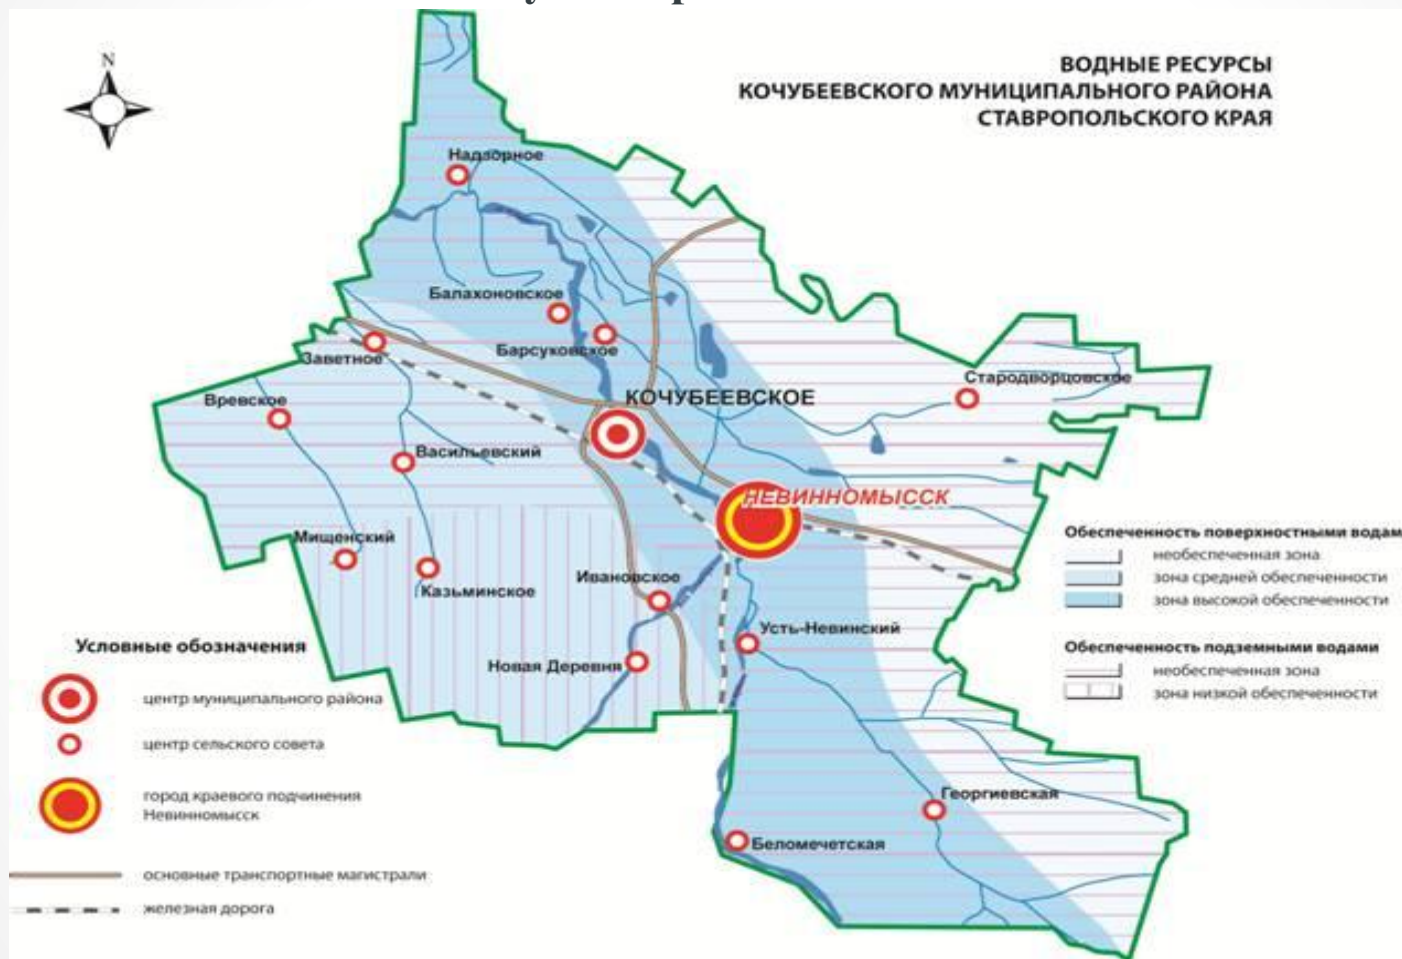 N
ВОДНЫЕ РЕСУРСЫ
КОЧУБЕЕВСКОГО МУНИЦИПАЛЬНОГО РАЙОНА
СТАВРОПОЛЬСКОГО КРАЯ
Надзорное
Балахоновское
Барсуковское
Заветное
Вревское
КОЧУБЕЕВСКОЕ
Стародворцовское
Васильевский
НЕВИННОМЫССК
Мищенский
Казьминское
Ивановское
Усть-Невинский
Новая Деревня
Георгиевская
Беломечетская
Обеспеченность поверхностными водам
необеспеченная зона
зона средней обеспеченности
зона высокой обеспеченности
Обеспеченность подземными водами
необеспеченная зона
зона низкой обеспеченности
Условные обозначения
центр муниципального района
центр сельского совета
город краевого подчинения
Невинномысск
основные транспортные магистрали
железная дорога